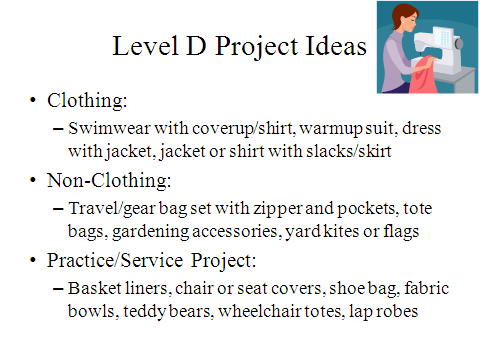 Level D Project Ideas
• Clothing:
– Swimwear with coverup/shirt, warmup suit, dress
with jacket, jacket or shirt with slacks/skirt
• Non-Clothing:
– Travel/gear bag set with zipper and pockets, tote
bags, gardening accessories, yard kites or flags
• Practice/Service Project:
– Basket liners, chair or seat covers, shoe bag, fabric
bowls, teddy bears, wheelchair totes, lap robes